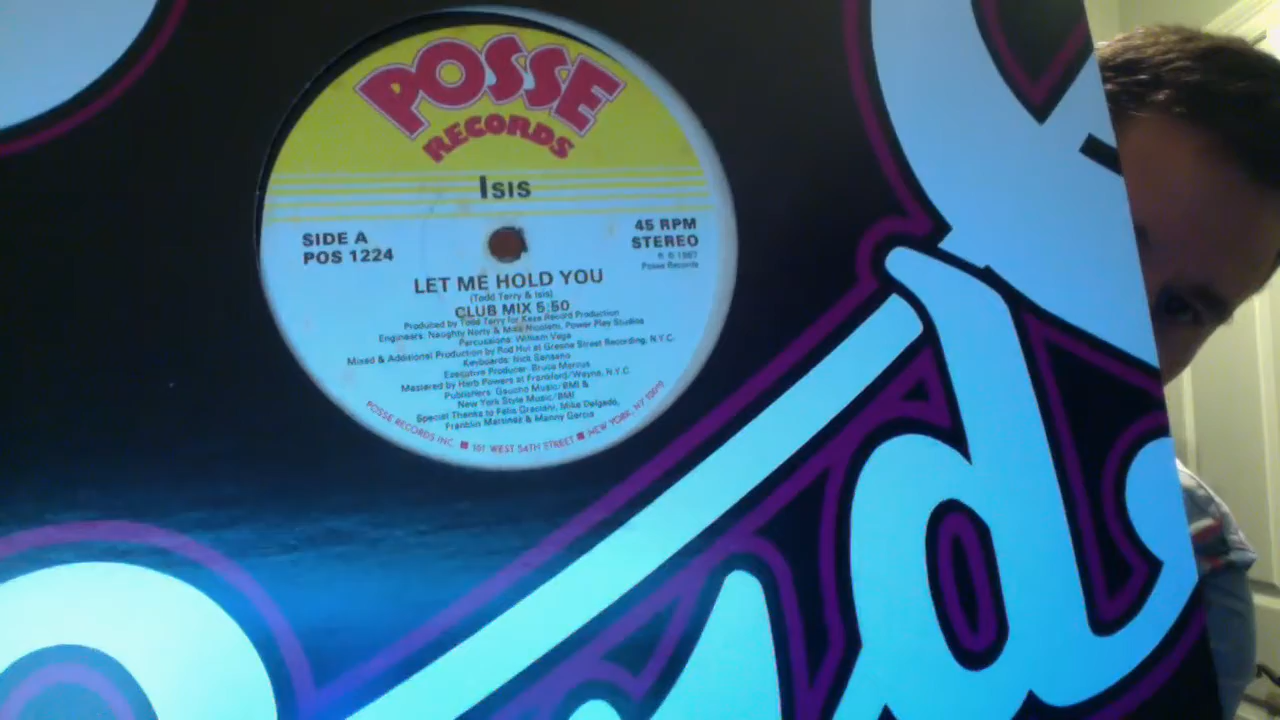 POSSE
RECORDS
ISIS
SIDE A
POS 1224
45 RPM
STEREO
℗ © 1987
Posse Records
LET ME HOLD YOU
(Todd Terry & Isis)
CLUB MIX 5:50
Produced by Todd Terry for Kaze Record Production
Engineers: Naughty Norty & Mike Nicolami, Power Play Studios
Percussions: William Vega
Mixed & Additional Production by Rod Hui at Greene Street Recording, N.Y.C.
Keyboards: Nick Sansano
Executive Producer: Bruce Marcus
Mastered by Herb Powers at Frankford/Wayne, N.Y.C.
Publishers: Gaucho Music/BMI &
New York Style Music/BMI
Special Thanks to Felix Graciani, Mike Delgado,
Franklin Martinez & Manny Garcia
POSSE RECORDS INC. ■ 101 WEST 54TH STREET ■ NEW YORK, NY 10019